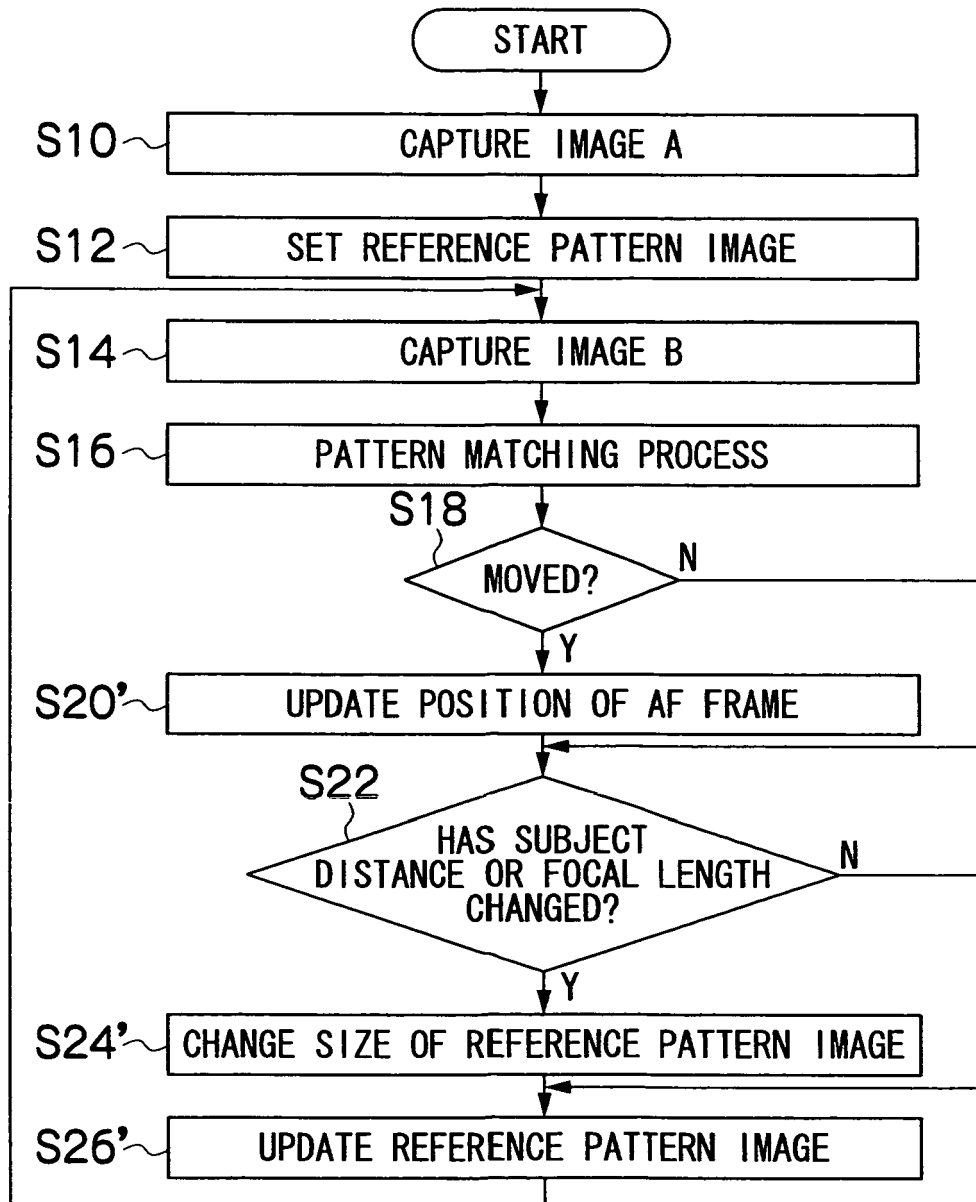 START
S10
CAPTURE IMAGE A
S12
SET REFERENCE PATTERN IMAGE
S14
CAPTURE IMAGE B
S16
PATTERN MATCHING PROCESS
S18
MOVED?
N
Y
S20'
UPDATE POSITION OF AF FRAME
S22
HAS SUBJECT
DISTANCE OR FOCAL LENGTH
CHANGED?
N
Y
S24'
CHANGE SIZE OF REFERENCE PATTERN IMAGE
S26'
UPDATE REFERENCE PATTERN IMAGE